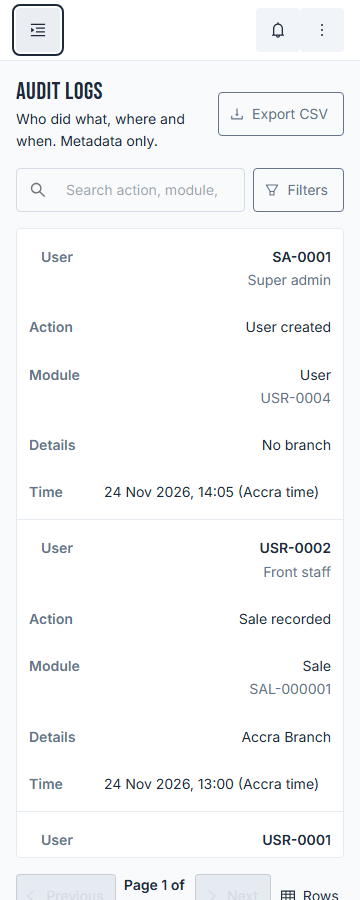 AUDIT LOGS
Who did what, where and
when. Metadata only.
Export CSV
Search action, module,
Filters
User SA-0001
Super admin
Action User created
Module User
USR-0004
Details No branch
Time 24 Nov 2026, 14:05 (Accra time)
User USR-0002
Front staff
Action Sale recorded
Module Sale
SAL-000001
Details Accra Branch
Time 24 Nov 2026, 13:00 (Accra time)
User USR-0001
Previous Page 1 of Next Rows